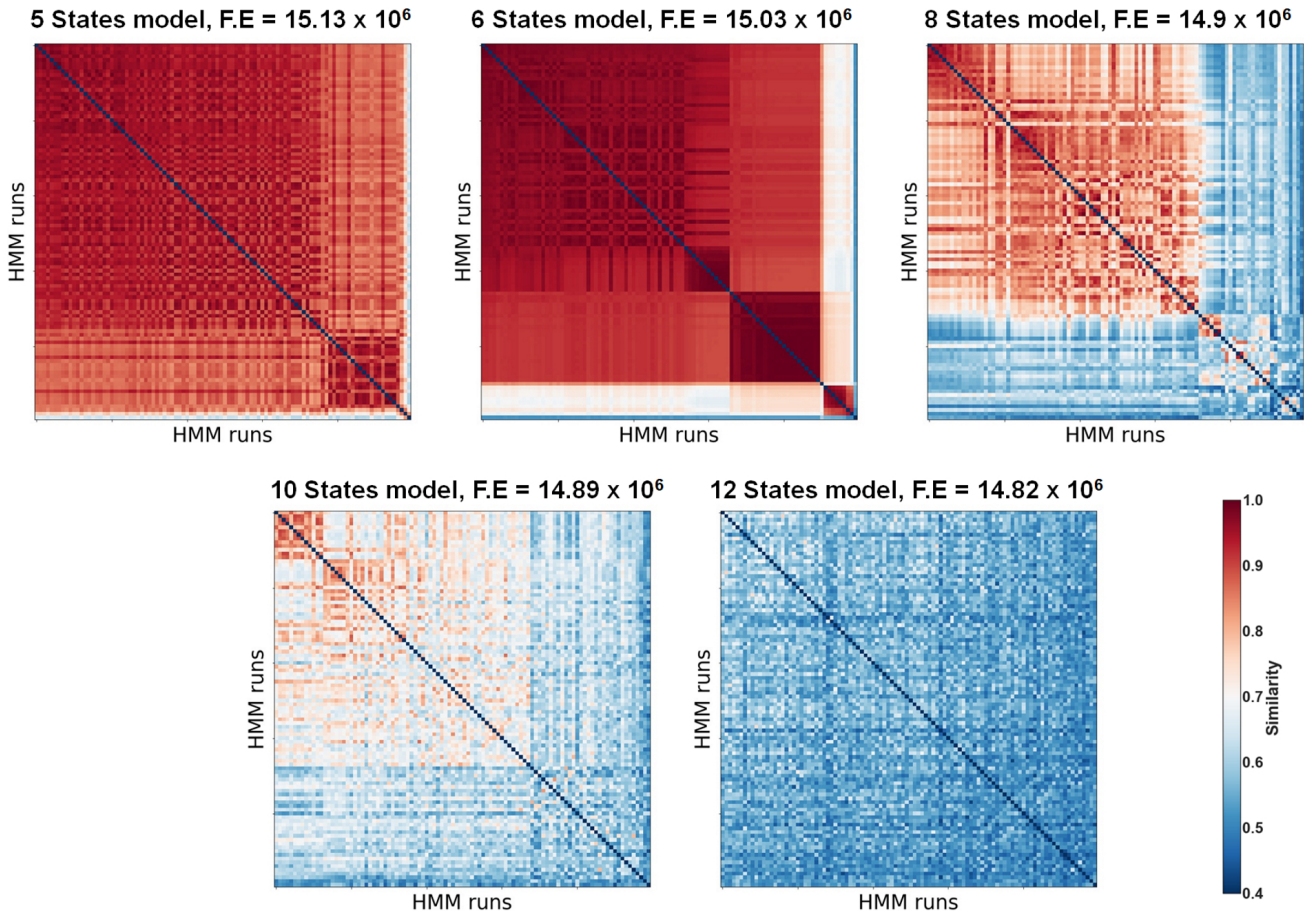 5 States model, F.E = 15.13 x 10⁶
6 States model, F.E = 15.03 x 10⁶
8 States model, F.E = 14.9 x 10⁶
HMM runs
HMM runs
HMM runs
HMM runs
HMM runs
HMM runs
10 States model, F.E = 14.89 x 10⁶
12 States model, F.E = 14.82 x 10⁶
HMM runs
HMM runs
HMM runs
HMM runs
1.0
0.9
0.8
0.7
0.6
0.5
0.4
Similarity